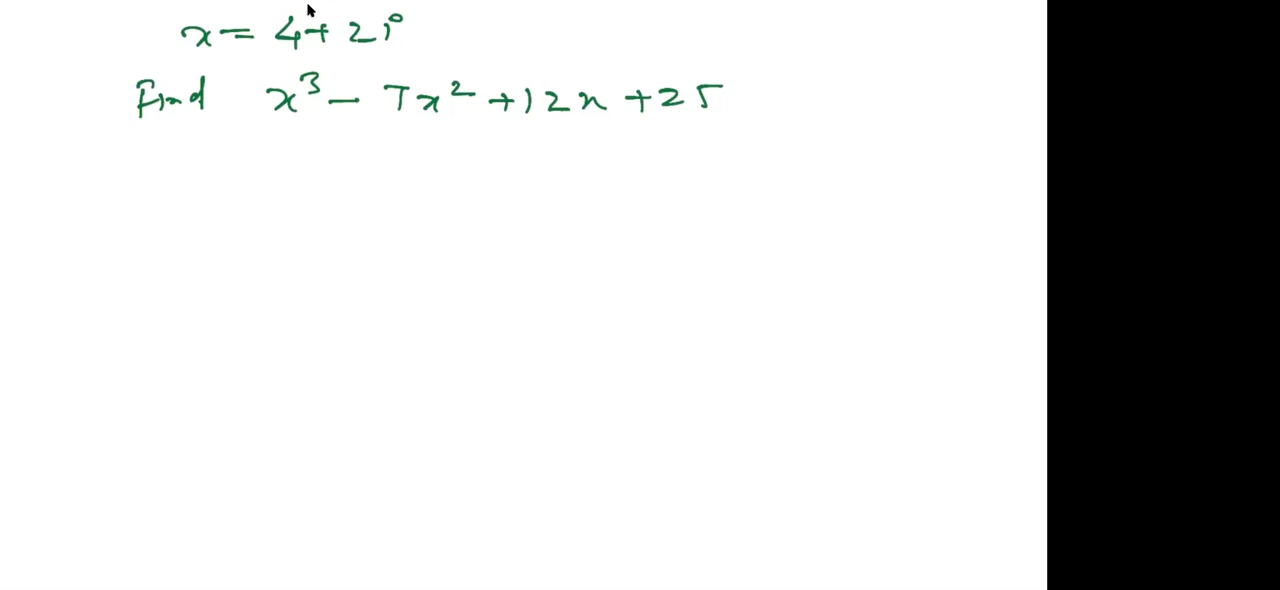 x = 4+ 2i
Find x³ - 7x² +12x +25